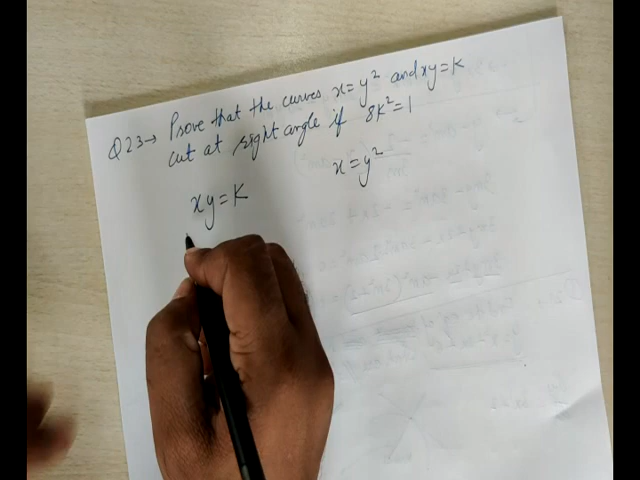 Q23→ Prove that the curves x=y² and xy=K
cut at right angle if 8K²=1
x=y²
xy=K